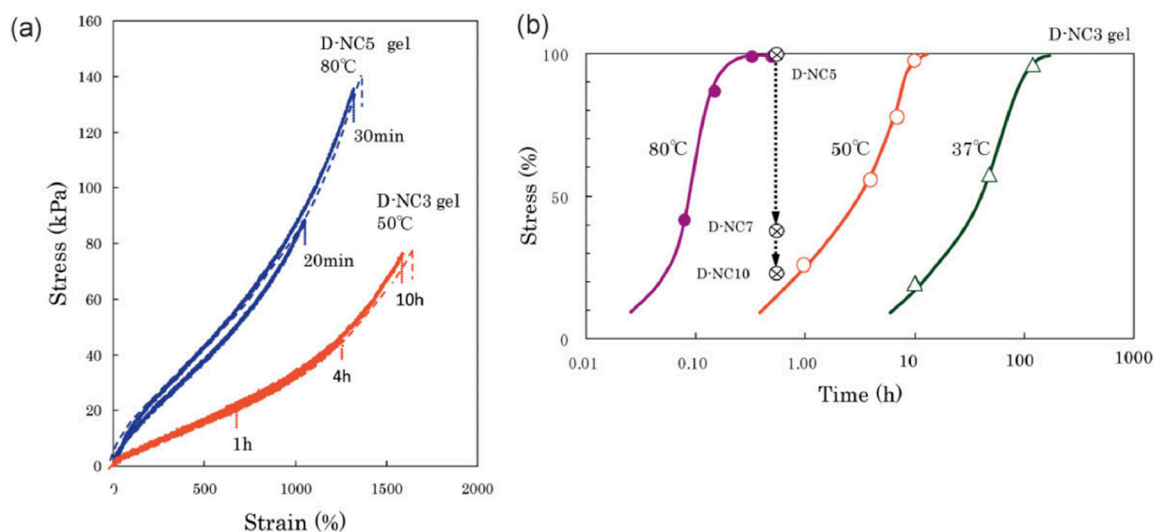 (a)
160
140
120
100
80
60
40
20
0
Stress (kPa)
D-NC5 gel
80℃
30min
20min
D-NC3 gel
50℃
10h
4h
1h
0
500
1000
1500
2000
Strain (%)
(b)
D-NC3 gel
100
50
0
Stress (%)
80℃
50℃
37℃
D-NC5
D-NC7
D-NC10
0.01
0.10
1.00
10
100
1000
Time (h)